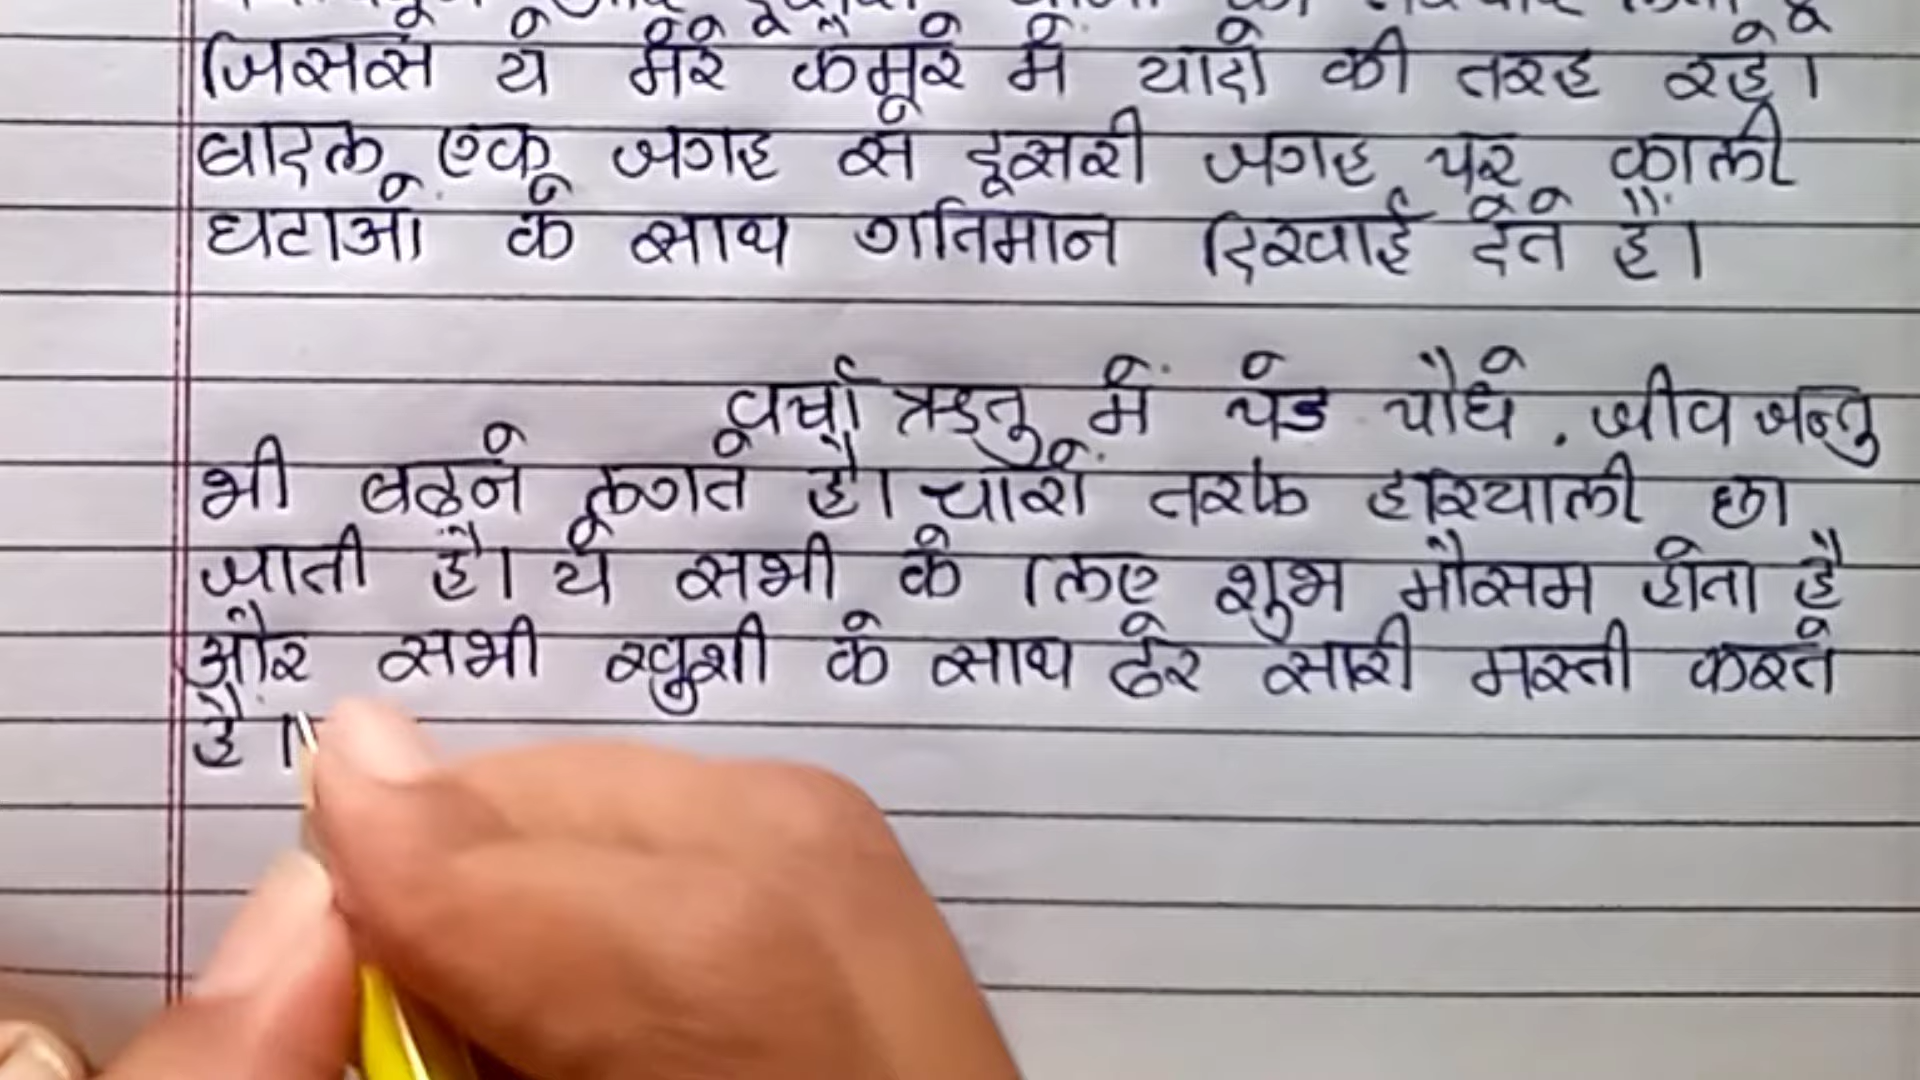 जिससे ये मेरे कैमरे में यादों की तरह रहे।
बादल एक जगह से दूसरी जगह पर काली
घटाओं के साथ गतिमान दिखाई देते हैं।
वर्षा ऋतु में पेड पौधे, जीव जन्तु
भी बढने लगते है। चारों तरफ हरियाली छा
जाती है। ये सभी के लिए शुभ मौसम होता है
और सभी खुशी के साथ ढेर सारी मस्ती करते
हैं।